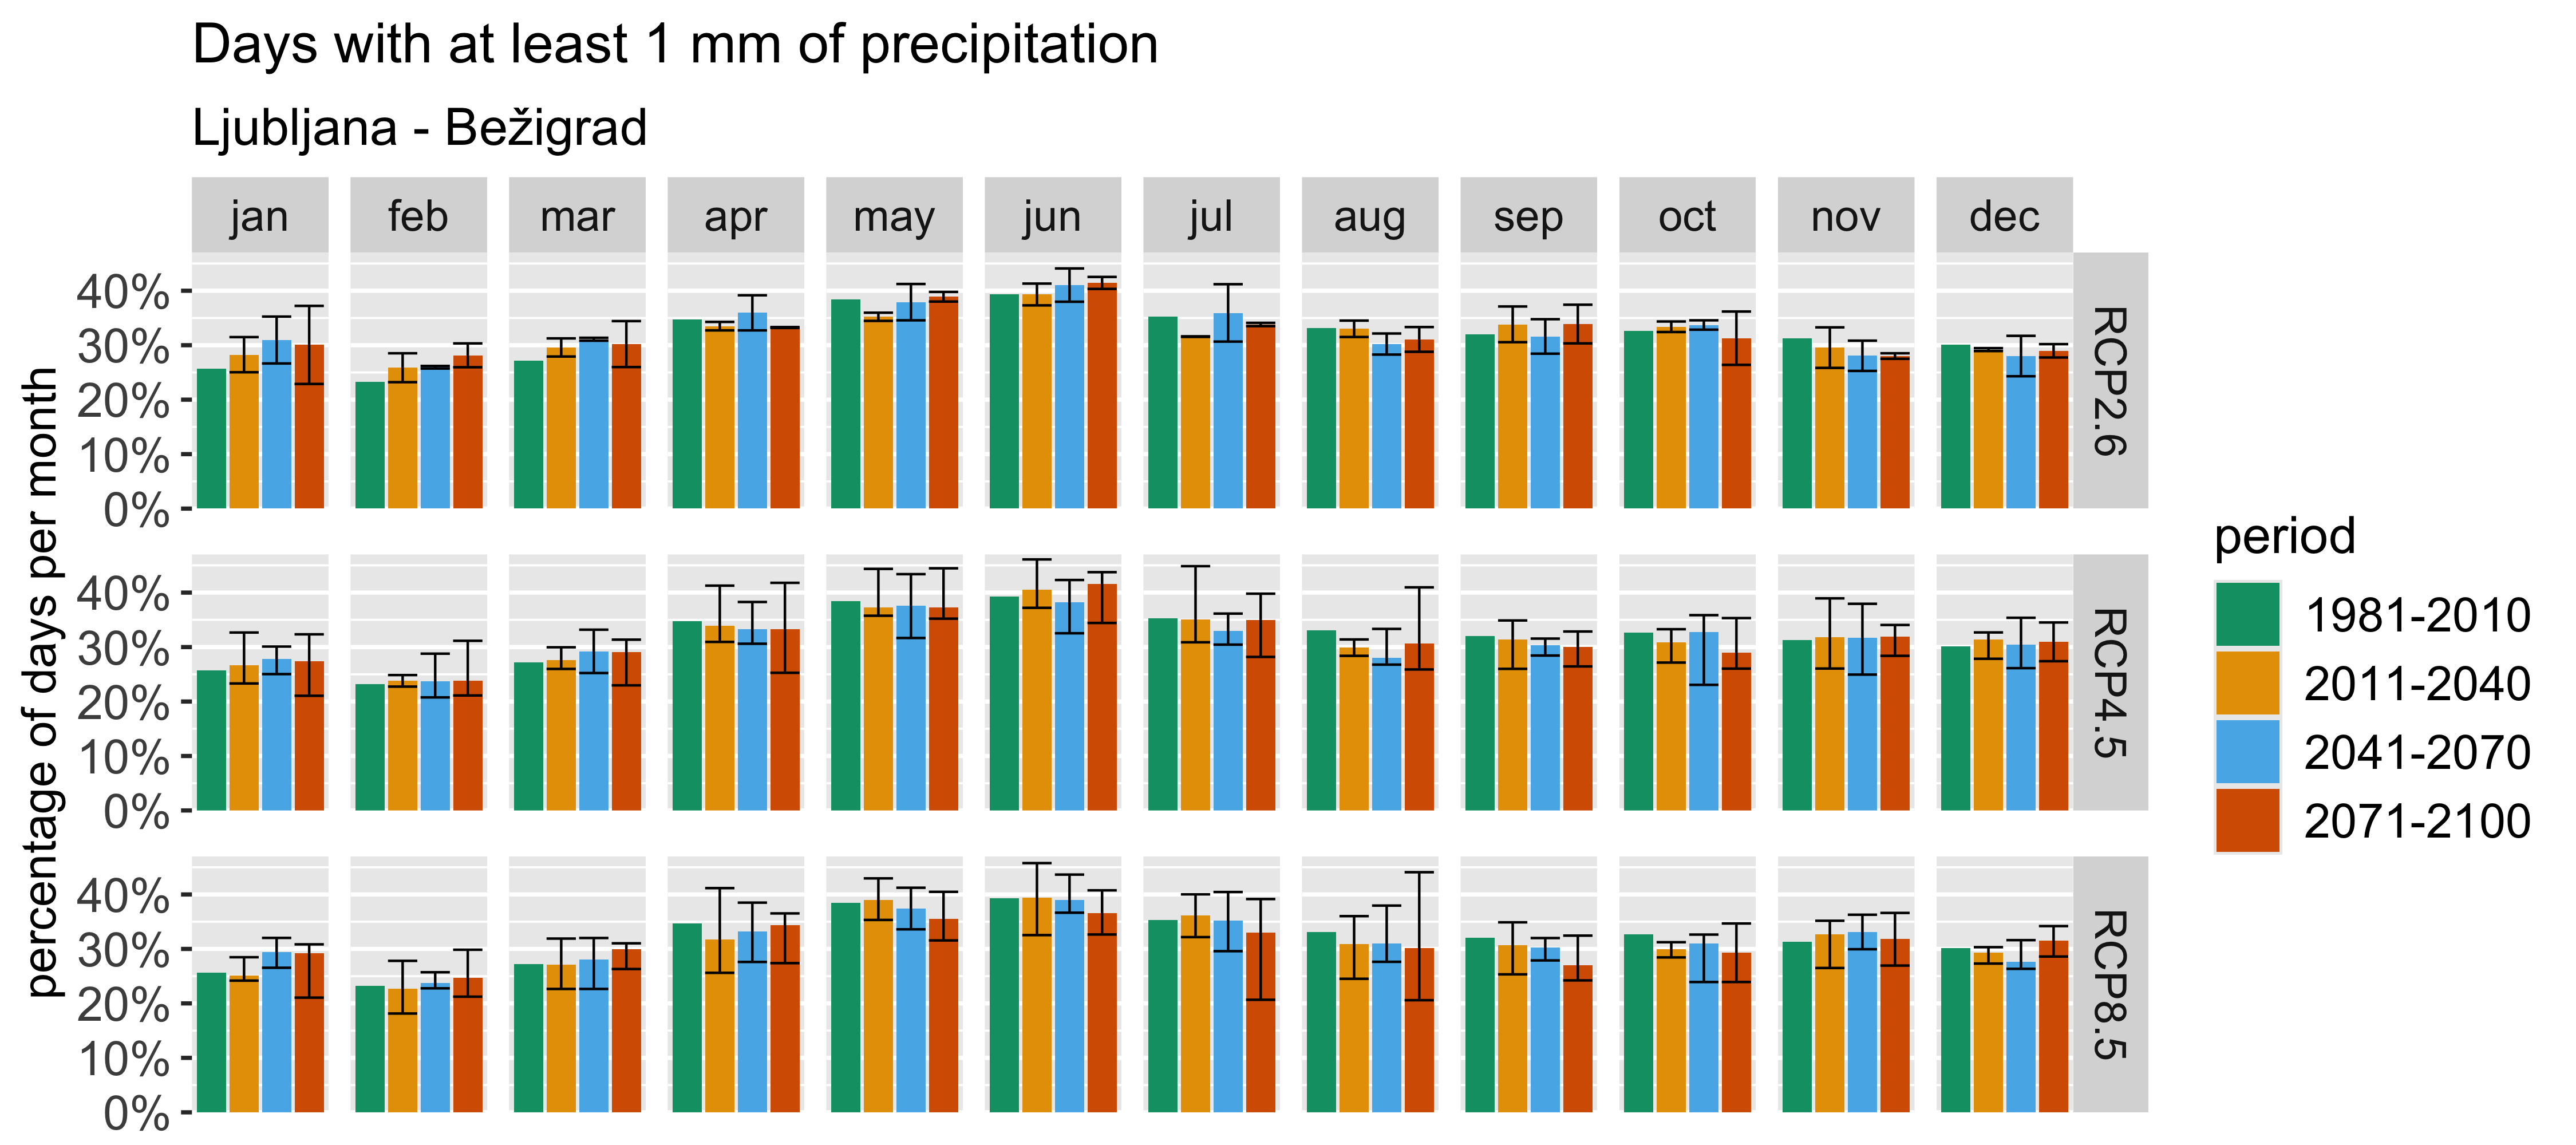 Days with at least 1 mm of precipitation
Ljubljana - Bežigrad
jan feb mar apr may jun jul aug sep oct nov dec
percentage of days per month
40%
30%
20%
10%
0%
RCP2.6
40%
30%
20%
10%
0%
RCP4.5
40%
30%
20%
10%
0%
RCP8.5
period
1981-2010
2011-2040
2041-2070
2071-2100